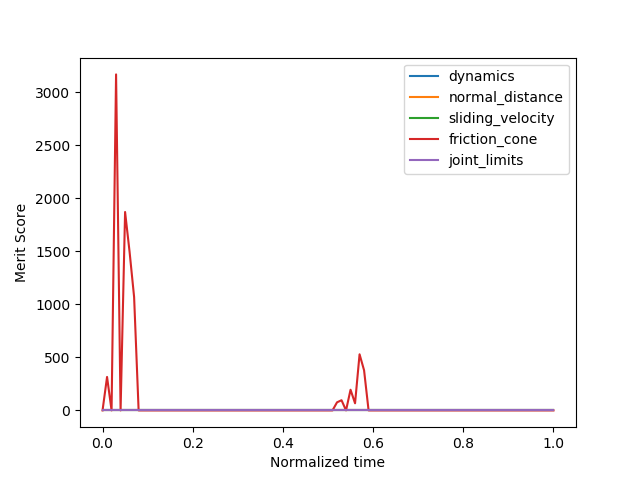 dynamics
normal_distance
sliding_velocity
friction_cone
joint_limits
Merit Score
3000
2500
2000
1500
1000
500
0
0.0 0.2 0.4 0.6 0.8 1.0
Normalized time